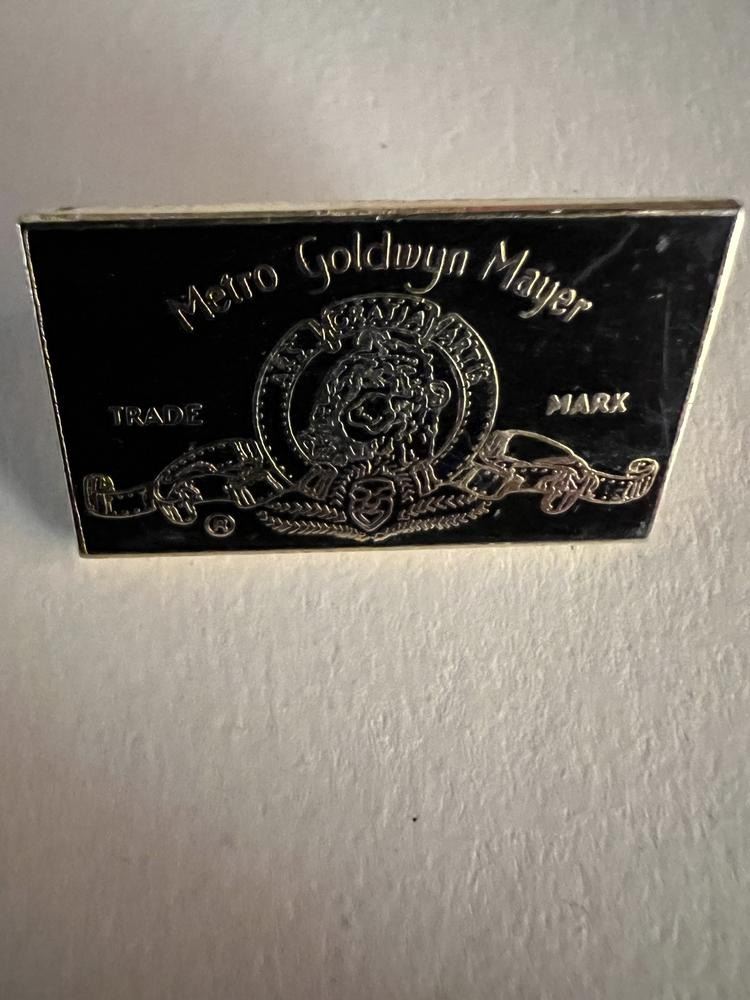 Metro Goldwyn Mayer
ARS GRATIA ARTIS
TRADE MARK
®